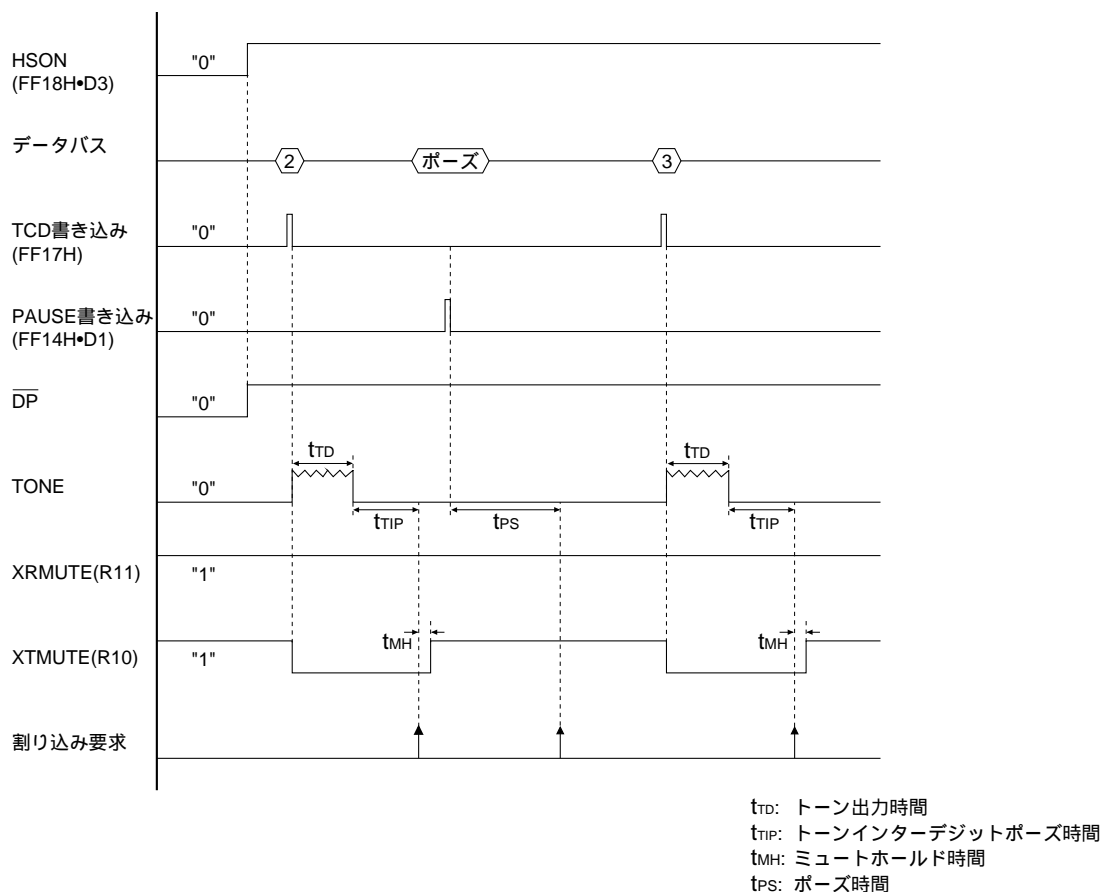 HSON
(FF18H•D3)
"0"
データバス
2
ポーズ
3
TCD書き込み
(FF17H)
"0"
PAUSE書き込み
(FF14H•D1)
"0"
DP
"0"
tTD
tTD
TONE
"0"
tTIP
tPS
tTIP
XRMUTE(R11)
"1"
tMH
tMH
XTMUTE(R10)
"1"
割り込み要求
tTD: トーン出力時間
tTIP: トーンインターデジットポーズ時間
tMH: ミュートホールド時間
tPS: ポーズ時間